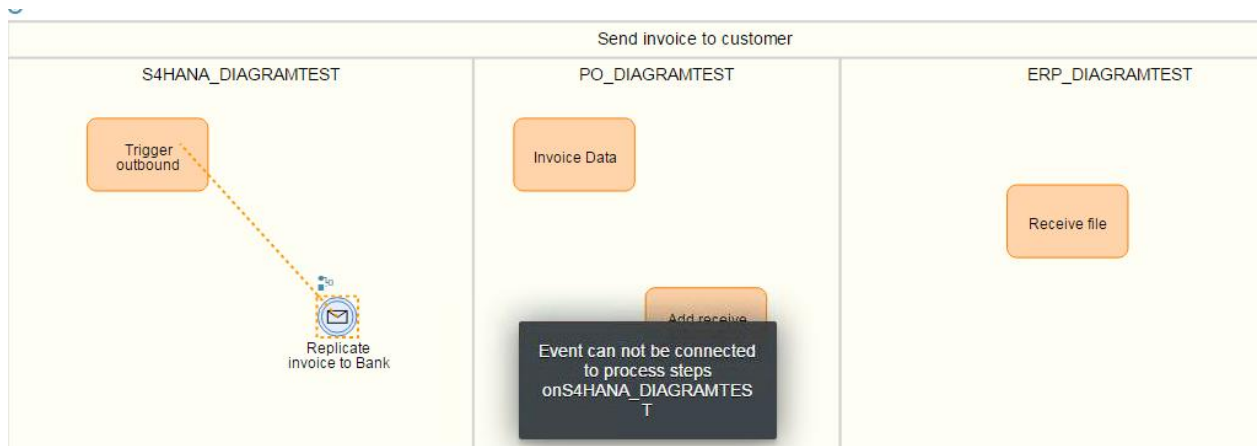 Send invoice to customer
S4HANA_DIAGRAMTEST
PO_DIAGRAMTEST
ERP_DIAGRAMTEST
Trigger
outbound
Invoice Data
Receive file
Replicate
invoice to Bank
Add receive
Event can not be connected
to process steps
onS4HANA_DIAGRAMTES
T